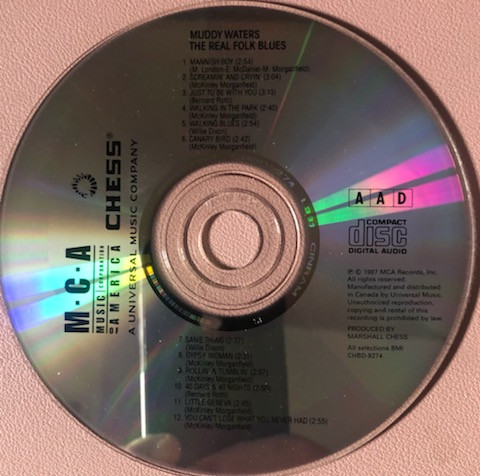 MUDDY WATERS
THE REAL FOLK BLUES
1. MANNISH BOY (2:54)
(M. London-E. McDaniel-M. Morganfield)
2. SCREAMIN' AND CRYIN' (3:04)
(McKinley Morganfield)
3. JUST TO BE WITH YOU (3:13)
(Bernard Roth)
4. WALKING IN THE PARK (2:40)
(McKinley Morganfield)
5. WALKING BLUES (2:54)
(Willie Dixon)
6. CANARY BIRD (2:42)
(McKinley Morganfield)
M·C·A
MUSIC CORPORATION
OF AMERICA
CHESS®
A UNIVERSAL MUSIC COMPANY
CINRAM
A A D
COMPACT
disc
DIGITAL AUDIO
℗ © 1987 MCA Records, Inc.
All rights reserved.
Manufactured and distributed
in Canada by Universal Music.
Unauthorized reproduction,
copying and rental of this
recording is prohibited by law.
PRODUCED BY
MARSHALL CHESS
All selections BMI
CHBD-9274
7. SAME THING (2:37)
(Willie Dixon)
8. GYPSY WOMAN (2:31)
(McKinley Morganfield)
9. ROLLIN' & TUMBLIN' (2:57)
(McKinley Morganfield)
10. 40 DAYS & 40 NIGHTS
(Bernard Roth)
11. LITTLE GENEVA
(McKinley Morganfield)
12. YOU CAN'T LOSE WHAT YOU NEVER HAD (2:55)
(McKinley Morganfield)